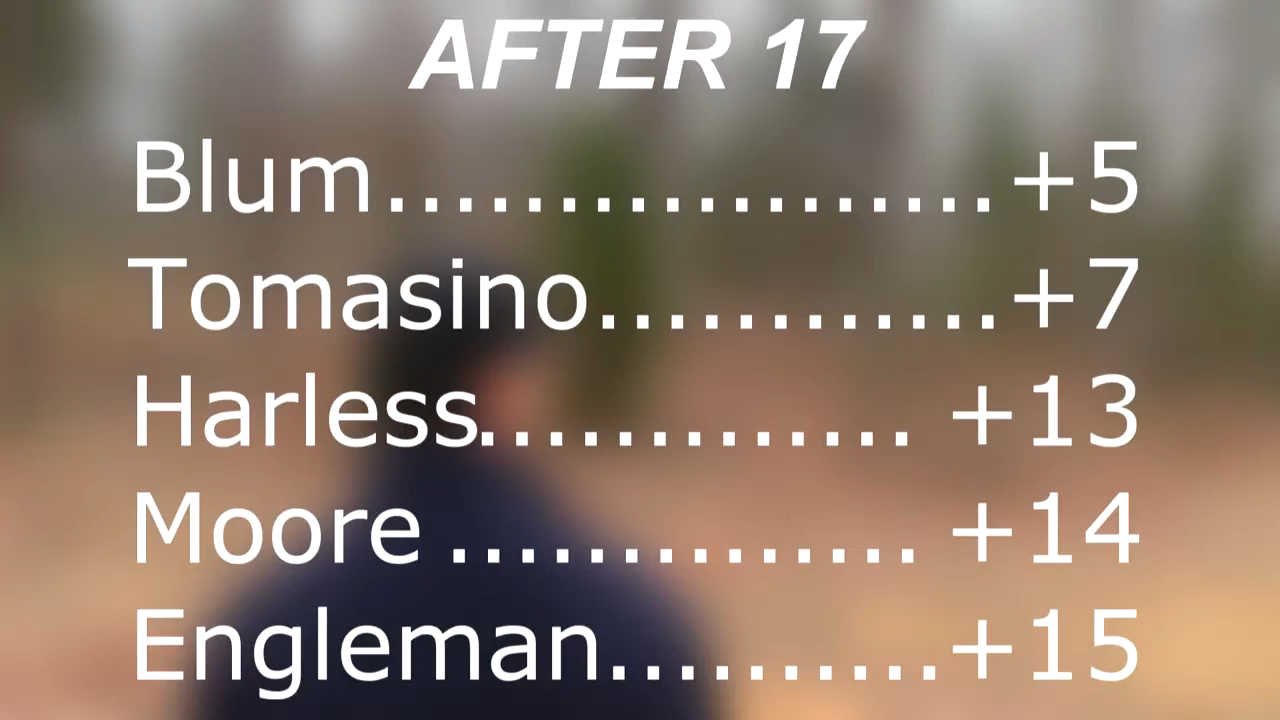 AFTER 17
Blum..................+5
Tomasino............+7
Harless............. +13
Moore .............. +14
Engleman..........+15